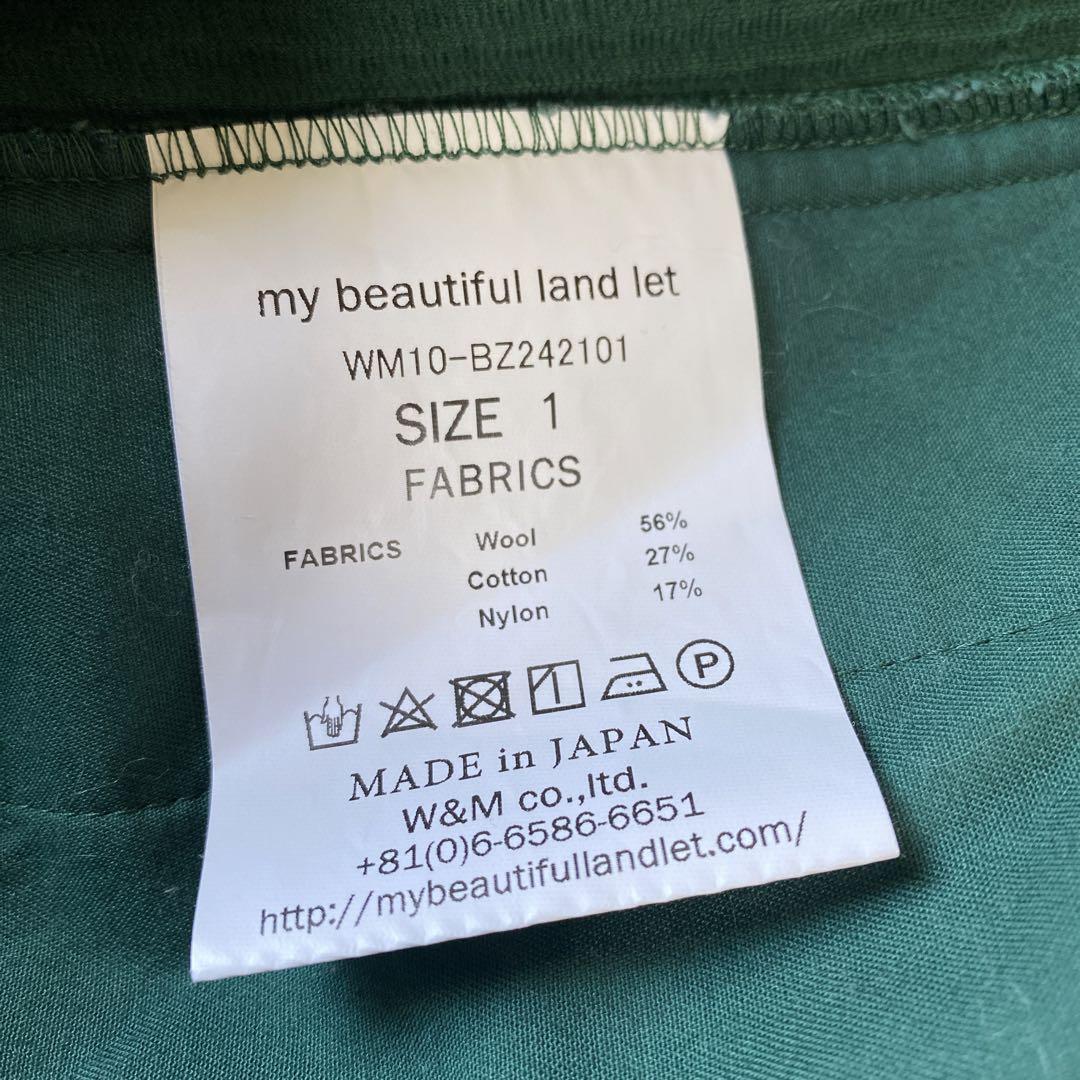 my beautiful land let
WM10-BZ242101
SIZE 1
FABRICS
FABRICS Wool 56%
Cotton 27%
Nylon 17%
P
MADE in JAPAN
W&M co.,ltd.
+81(0)6-6586-6651
http://mybeautifullandlet.com/